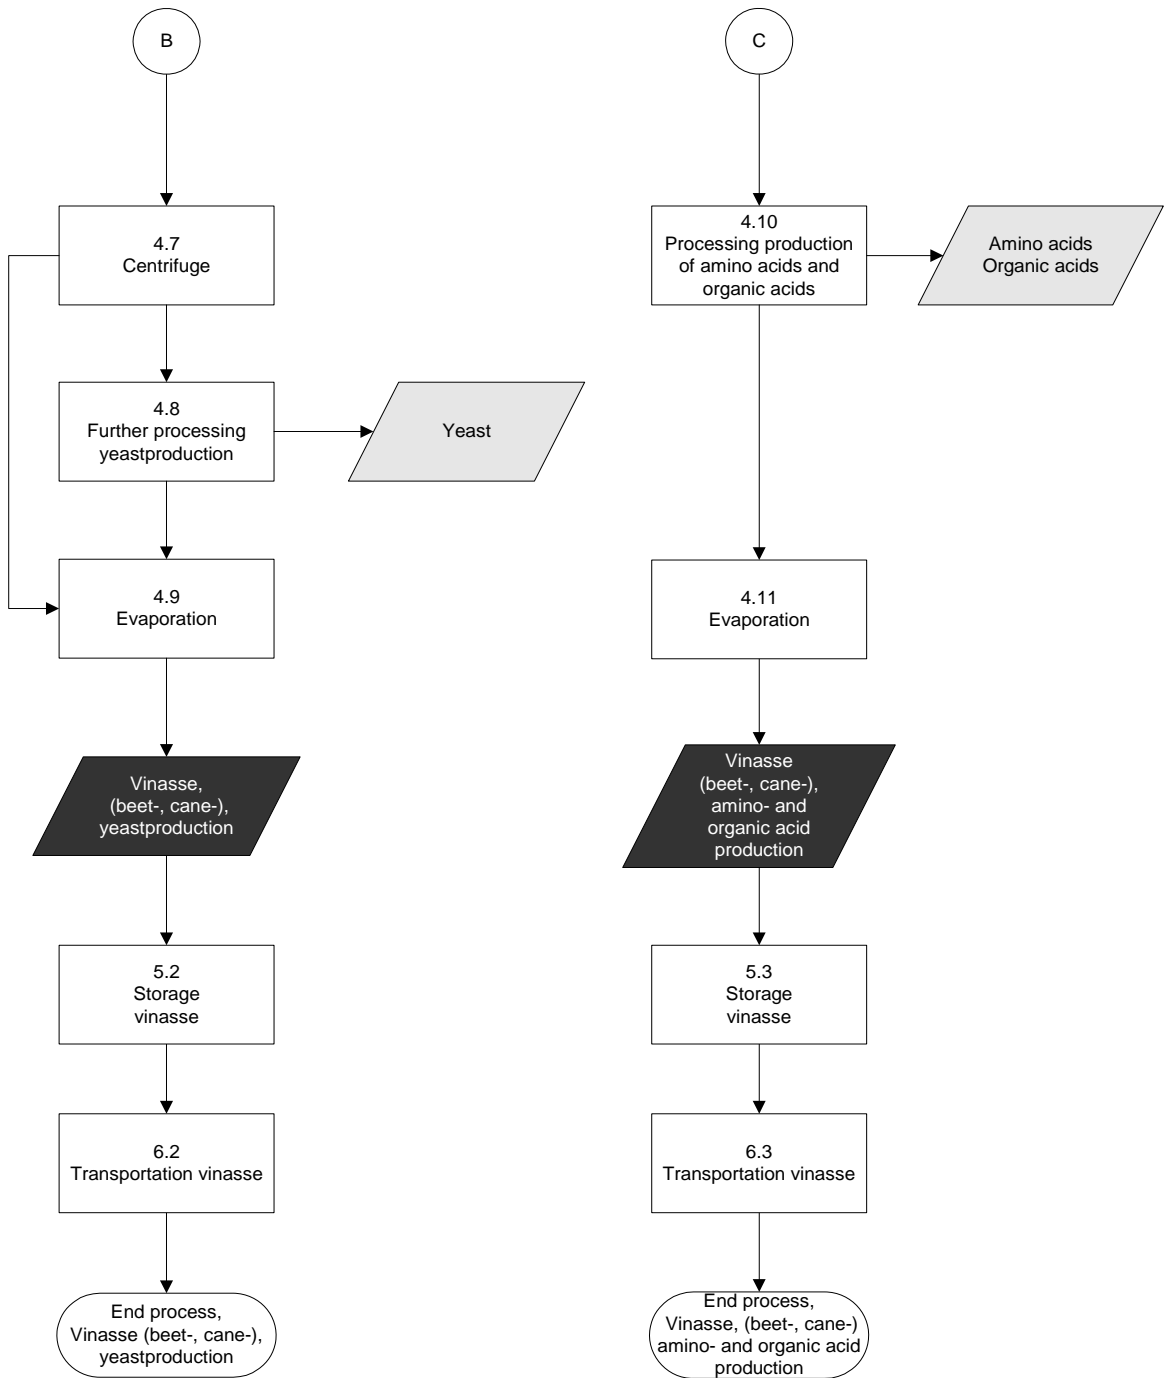 B
4.7
Centrifuge
4.8
Further processing
yeastproduction
Yeast
4.9
Evaporation
Vinasse,
(beet-, cane-),
yeastproduction
5.2
Storage
vinasse
6.2
Transportation vinasse
End process,
Vinasse (beet-, cane-),
yeastproduction
C
4.10
Processing production
of amino acids and
organic acids
Amino acids
Organic acids
4.11
Evaporation
Vinasse
(beet-, cane-),
amino- and
organic acid
production
5.3
Storage
vinasse
6.3
Transportation vinasse
End process,
Vinasse, (beet-, cane-)
amino- and organic acid
production